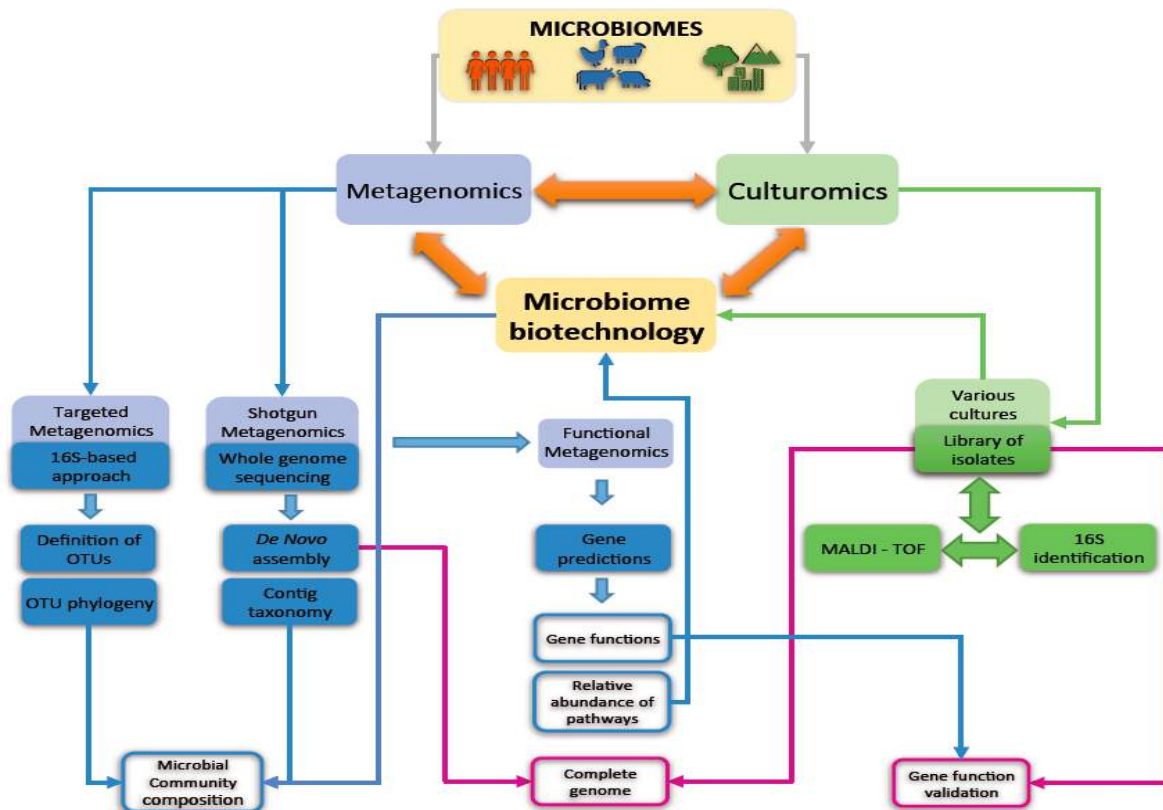 MICROBIOMES
Metagenomics
Culturomics
Microbiome
biotechnology
Targeted
Metagenomics
16S-based
approach
Definition of
OTUs
OTU phylogeny
Shotgun
Metagenomics
Whole genome
sequencing
De Novo
assembly
Contig
taxonomy
Functional
Metagenomics
Gene
predictions
Gene functions
Relative
abundance of
pathways
Various
cultures
Library of
isolates
MALDI - TOF
16S
identification
Microbial
Community
composition
Complete
genome
Gene function
validation